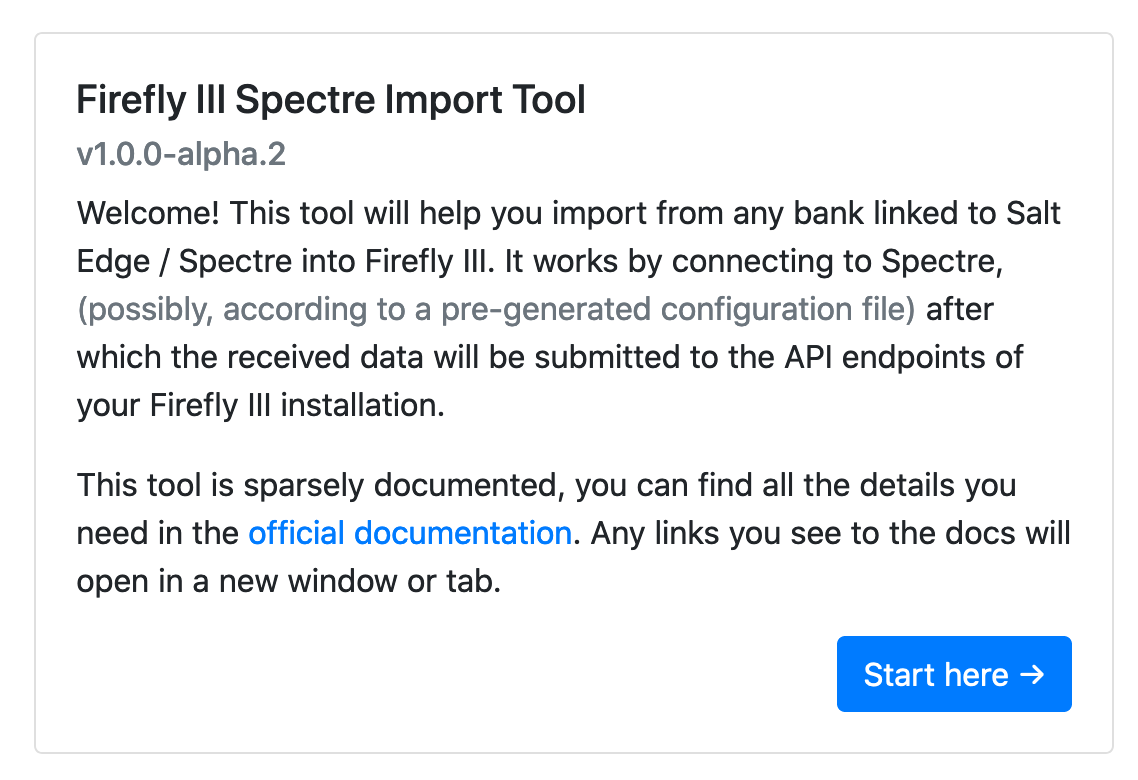 Firefly III Spectre Import Tool
v1.0.0-alpha.2
Welcome! This tool will help you import from any bank linked to Salt
Edge / Spectre into Firefly III. It works by connecting to Spectre,
(possibly, according to a pre-generated configuration file) after
which the received data will be submitted to the API endpoints of
your Firefly III installation.
This tool is sparsely documented, you can find all the details you
need in the official documentation. Any links you see to the docs will
open in a new window or tab.
Start here →